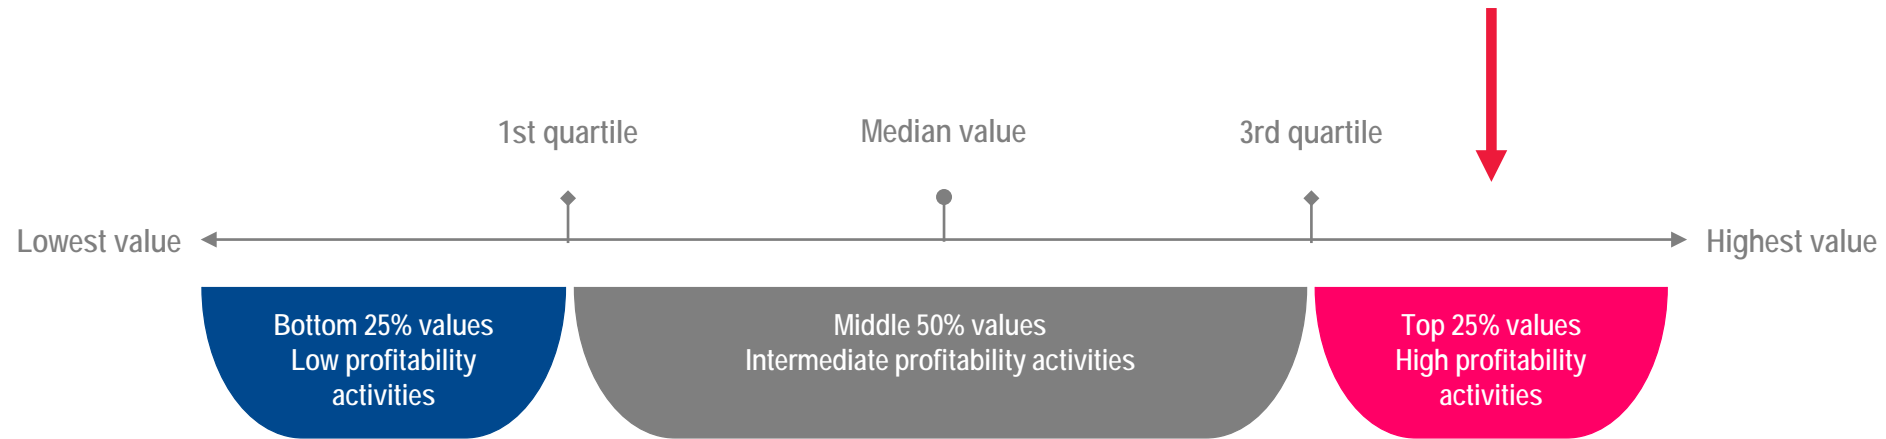 1st quartile
Median value
3rd quartile
Lowest value
Highest value
Bottom 25% values
Low profitability
activities
Middle 50% values
Intermediate profitability activities
Top 25% values
High profitability
activities